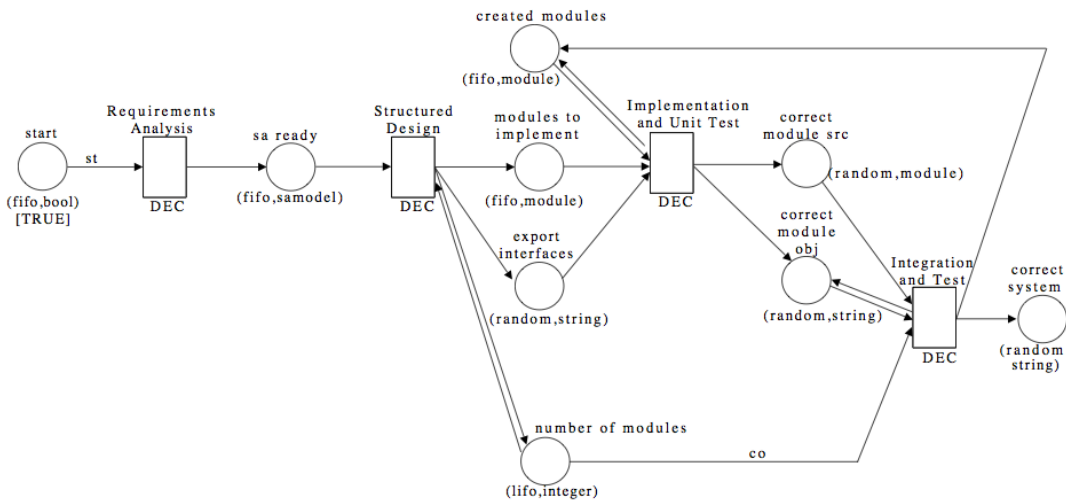 created modules
(fifo,module)
Requirements
Analysis
Structured
Design
modules to
implement
Implementation
and Unit Test
correct
module src
start
st
sa ready
(fifo,bool)
[TRUE]
DEC
(fifo,samodel)
DEC
(fifo,module)
DEC
(random,module)
export
interfaces
correct
module
obj
(random,string)
(random,string)
Integration
and Test
correct
system
DEC
(random
string)
number of modules
co
(lifo,integer)